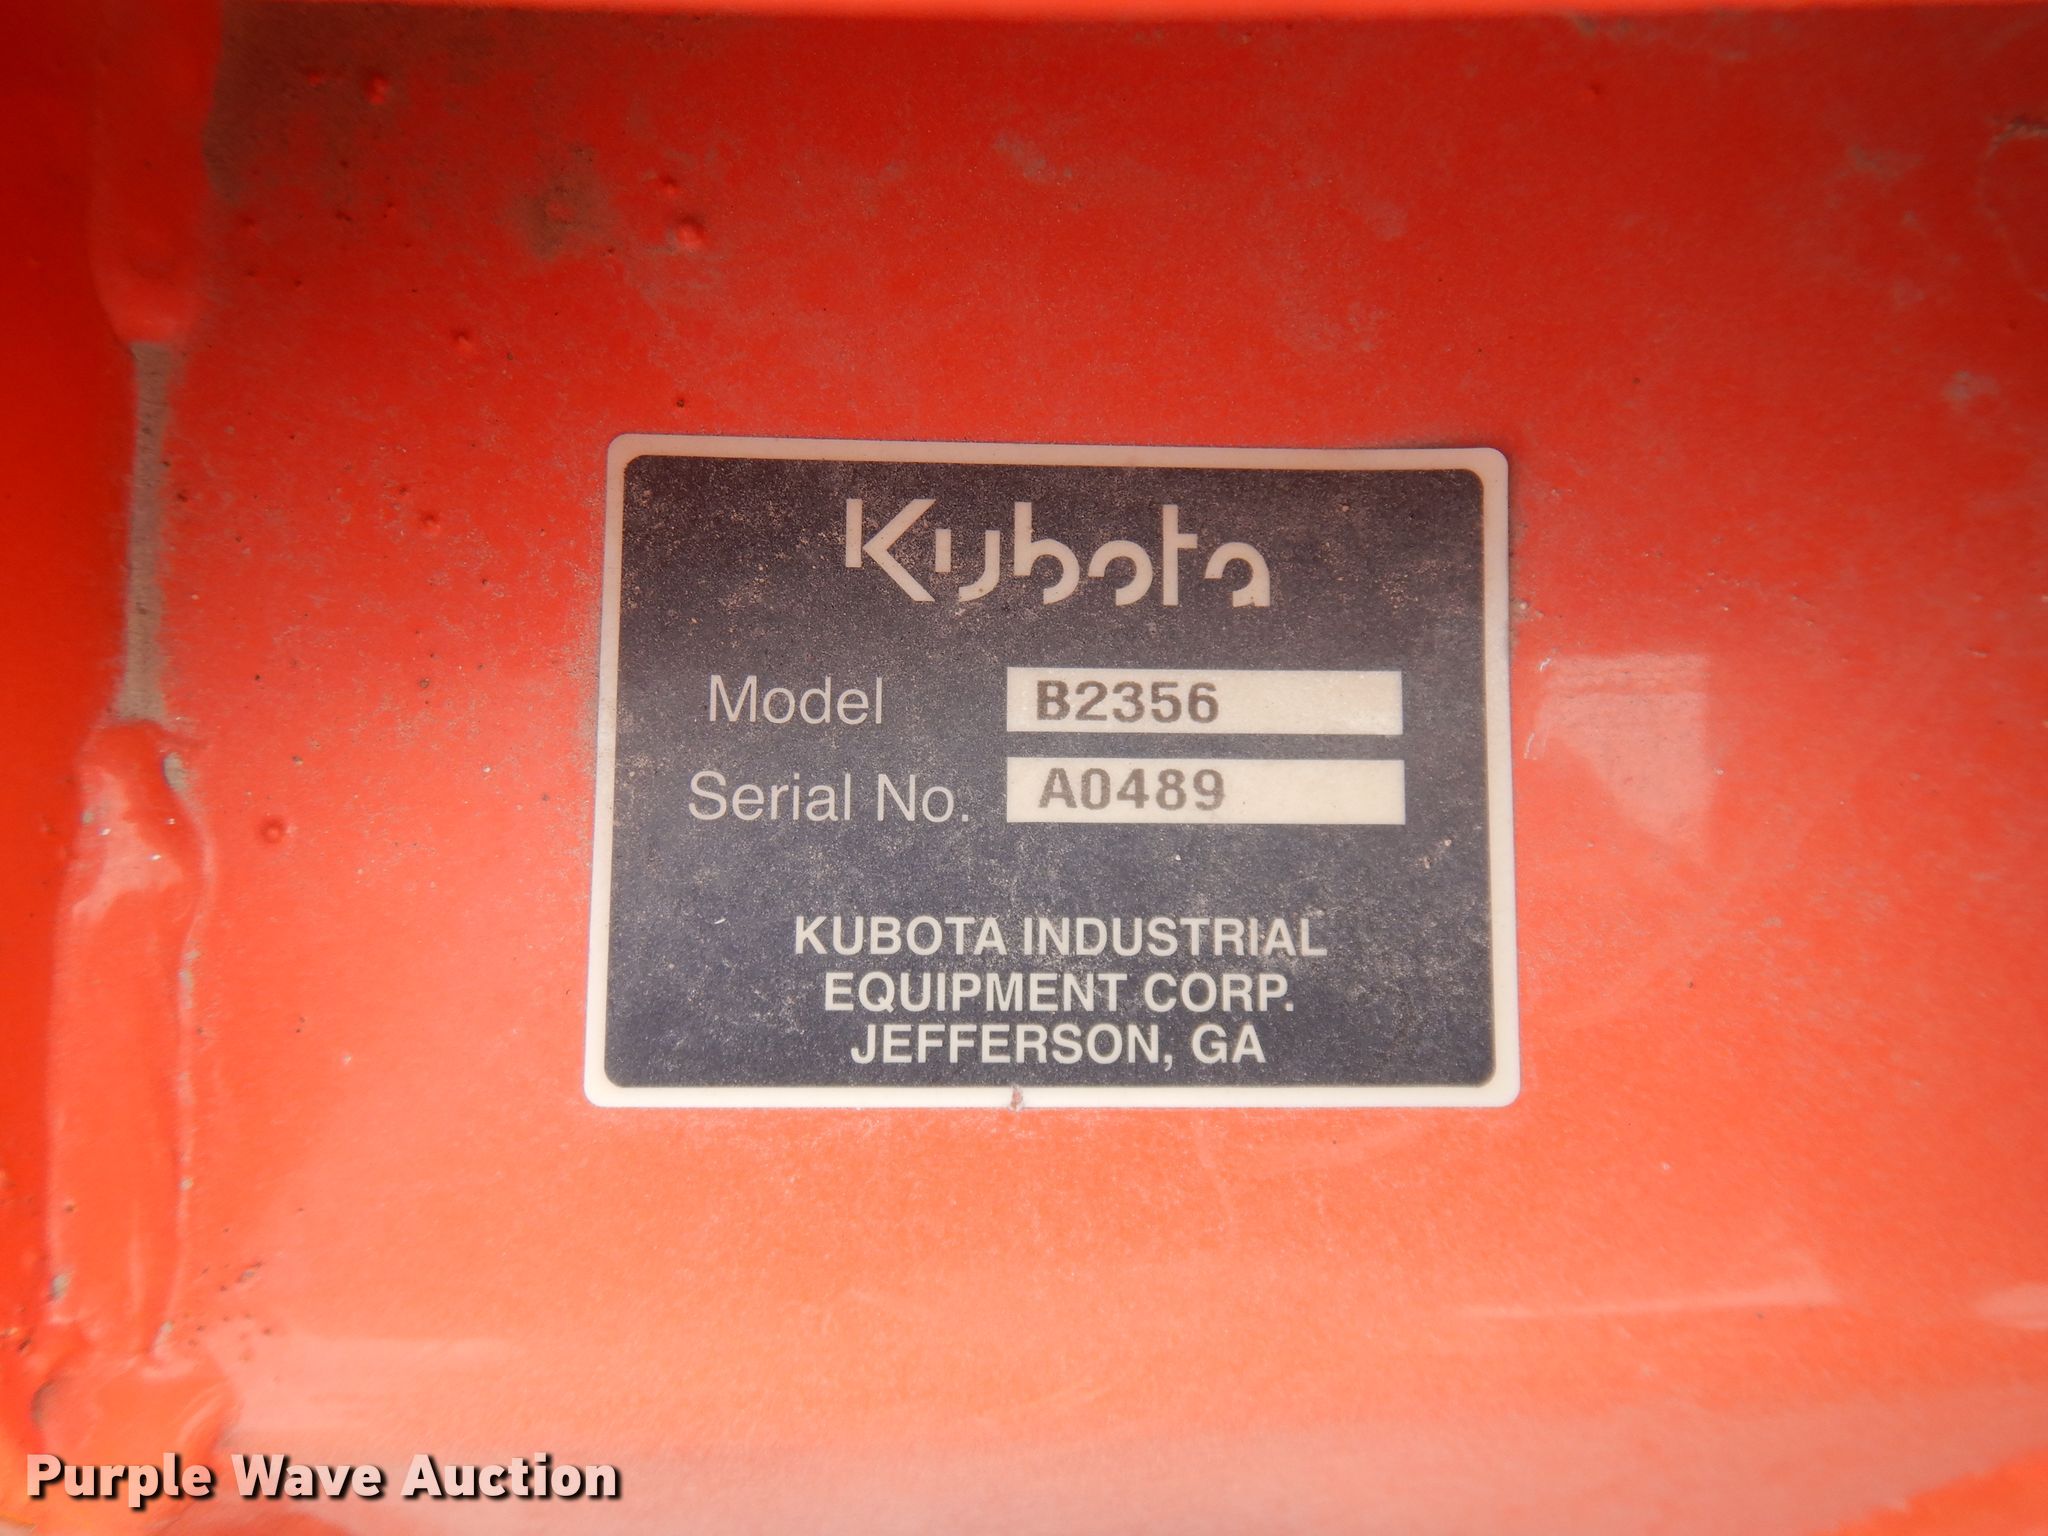 Kubota
Model B2356
Serial No. A0489
KUBOTA INDUSTRIAL
EQUIPMENT CORP.
JEFFERSON, GA
Purple Wave Auction